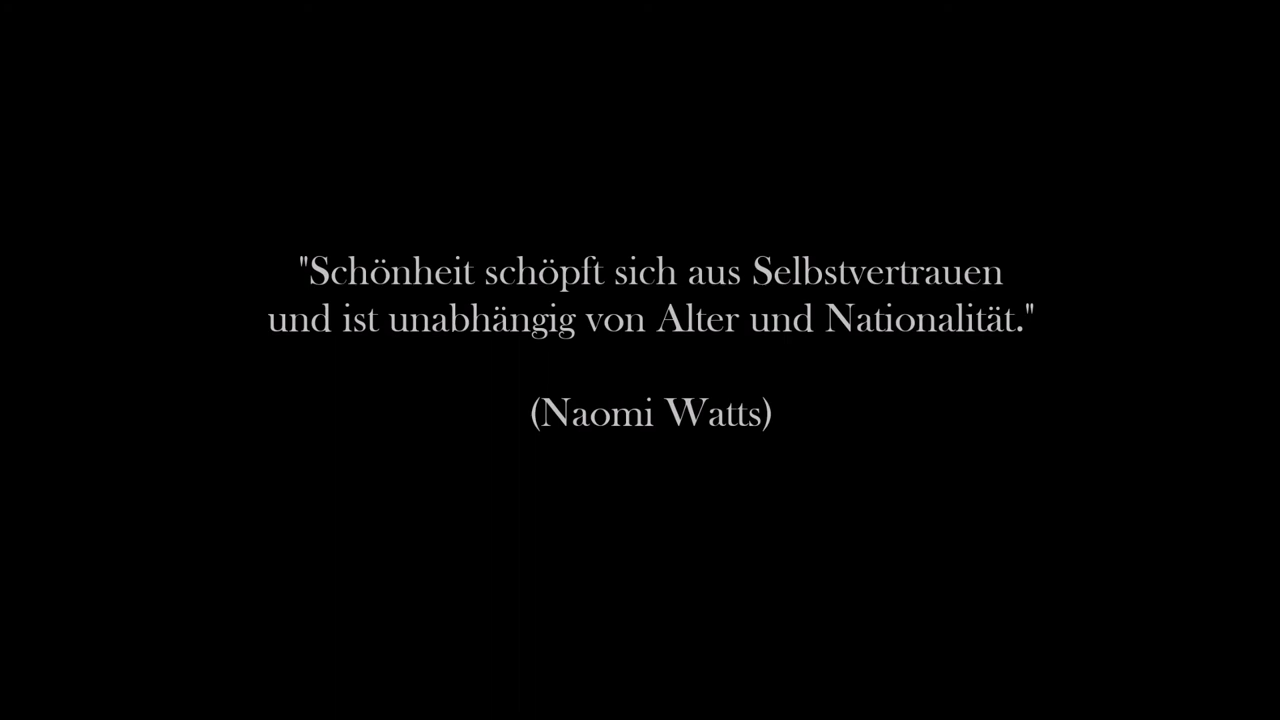 "Schönheit schöpft sich aus Selbstvertrauen
und ist unabhängig von Alter und Nationalität."
(Naomi Watts)